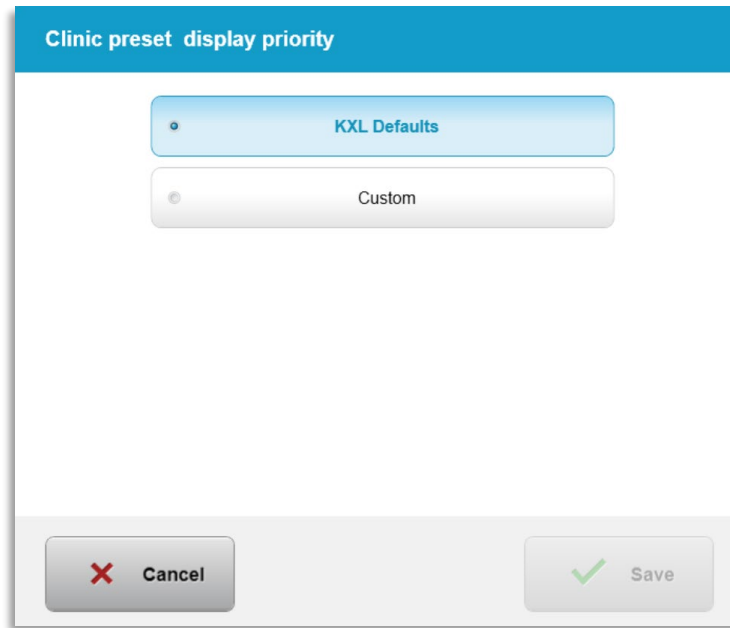 Clinic preset  display priority
KXL Defaults
Custom
Cancel
Save